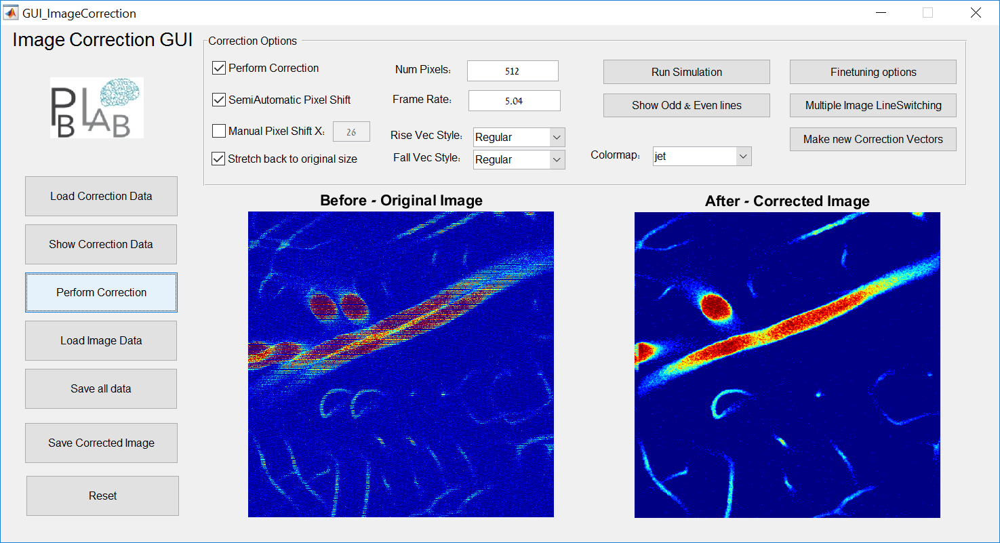 GUI_ImageCorrection
Image Correction GUI
PBLAB
Correction Options
Perform Correction
SemiAutomatic Pixel Shift
Manual Pixel Shift X: 26
Stretch back to original size
Num Pixels: 512
Frame Rate: 5.04
Rise Vec Style: Regular
Fall Vec Style: Regular
Run Simulation
Show Odd & Even lines
Colormap: jet
Finetuning options
Multiple Image LineSwitching
Make new Correction Vectors
Load Correction Data
Show Correction Data
Perform Correction
Load Image Data
Save all data
Save Corrected Image
Reset
Before - Original Image
After - Corrected Image